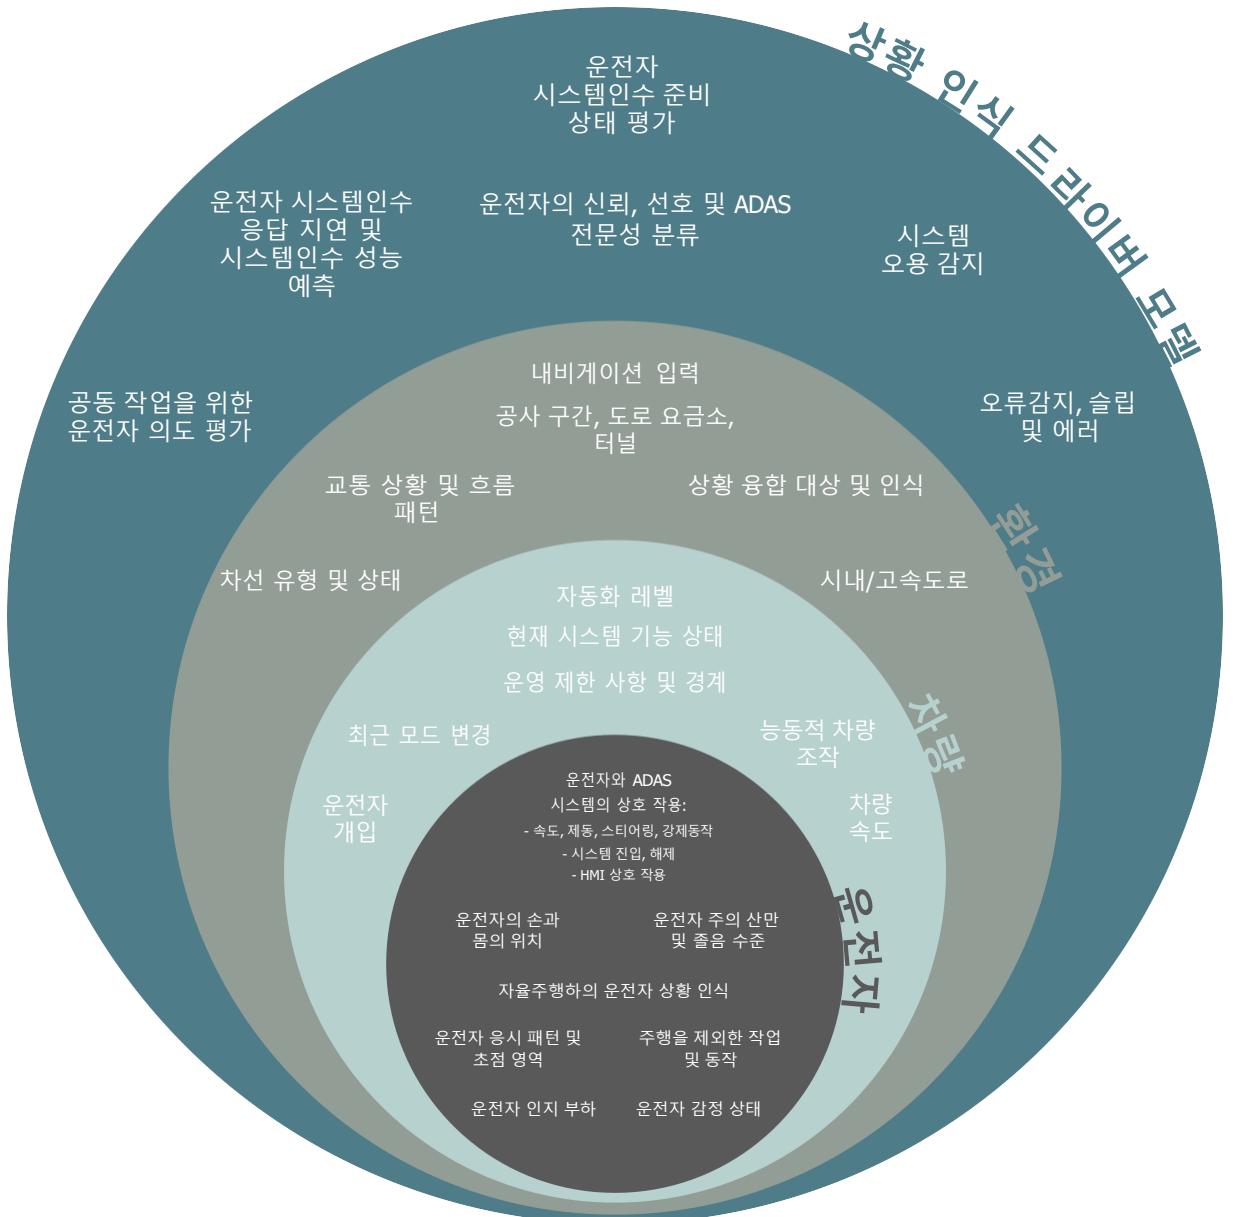 상황 인식 드라이버 모델
운전자
시스템인수 준비
상태 평가
운전자 시스템인수
응답 지연 및
시스템인수 성능
예측
운전자의 신뢰, 선호 및 ADAS
전문성 분류
시스템
오용 감지
공동 작업을 위한
운전자 의도 평가
오류감지, 슬립
및 에러
환경
내비게이션 입력
공사 구간, 도로 요금소,
터널
교통 상황 및 흐름
패턴
상황 융합 대상 및 인식
차선 유형 및 상태
시내/고속도로
차량
자동화 레벨
현재 시스템 기능 상태
운영 제한 사항 및 경계
최근 모드 변경
능동적 차량
조작
운전자
개입
차량
속도
운전자
운전자와 ADAS
시스템의 상호 작용:
- 속도, 제동, 스티어링, 강제동작
- 시스템 진입, 해제
- HMI 상호 작용
운전자의 손과
몸의 위치
운전자 주의 산만
및 졸음 수준
자율주행하의 운전자 상황 인식
운전자 응시 패턴 및
초점 영역
주행을 제외한 작업
및 동작
운전자 인지 부하
운전자 감정 상태